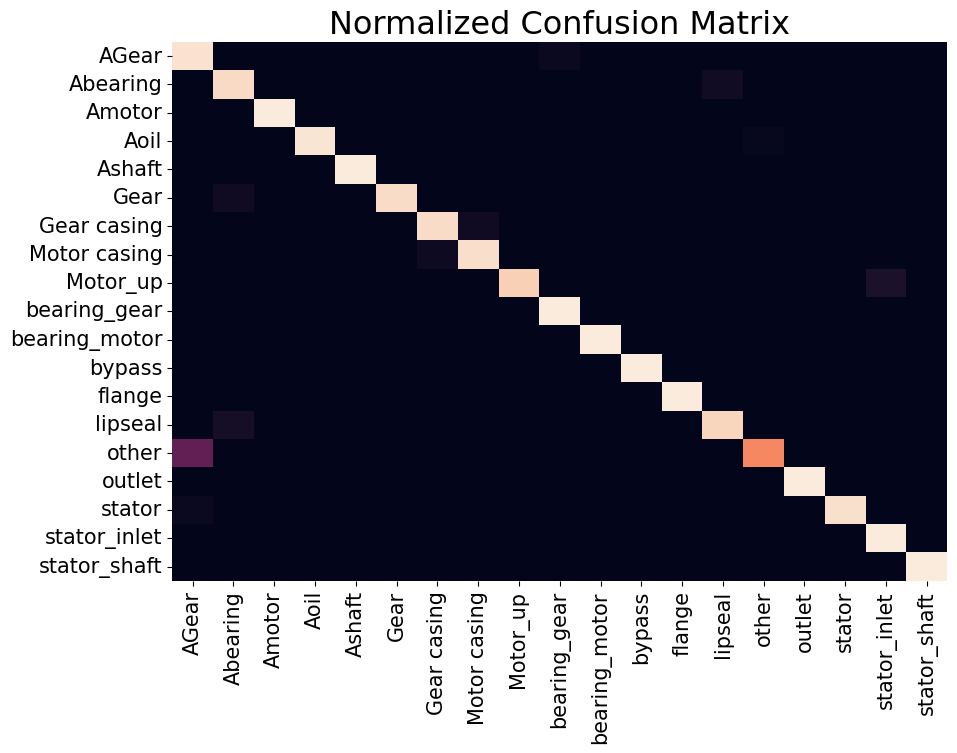 Normalized Confusion Matrix
AGear
Abearing
Amotor
Aoil
Ashaft
Gear
Gear casing
Motor casing
Motor_up
bearing_gear
bearing_motor
bypass
flange
lipseal
other
outlet
stator
stator_inlet
stator_shaft
AGear
Abearing
Amotor
Aoil
Ashaft
Gear
Gear casing
Motor casing
Motor_up
bearing_gear
bearing_motor
bypass
flange
lipseal
other
outlet
stator
stator_inlet
stator_shaft